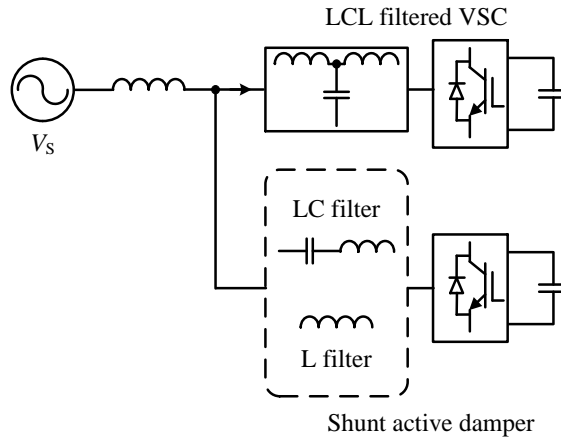 LCL filtered VSC
V_S
LC filter
L filter
Shunt active damper